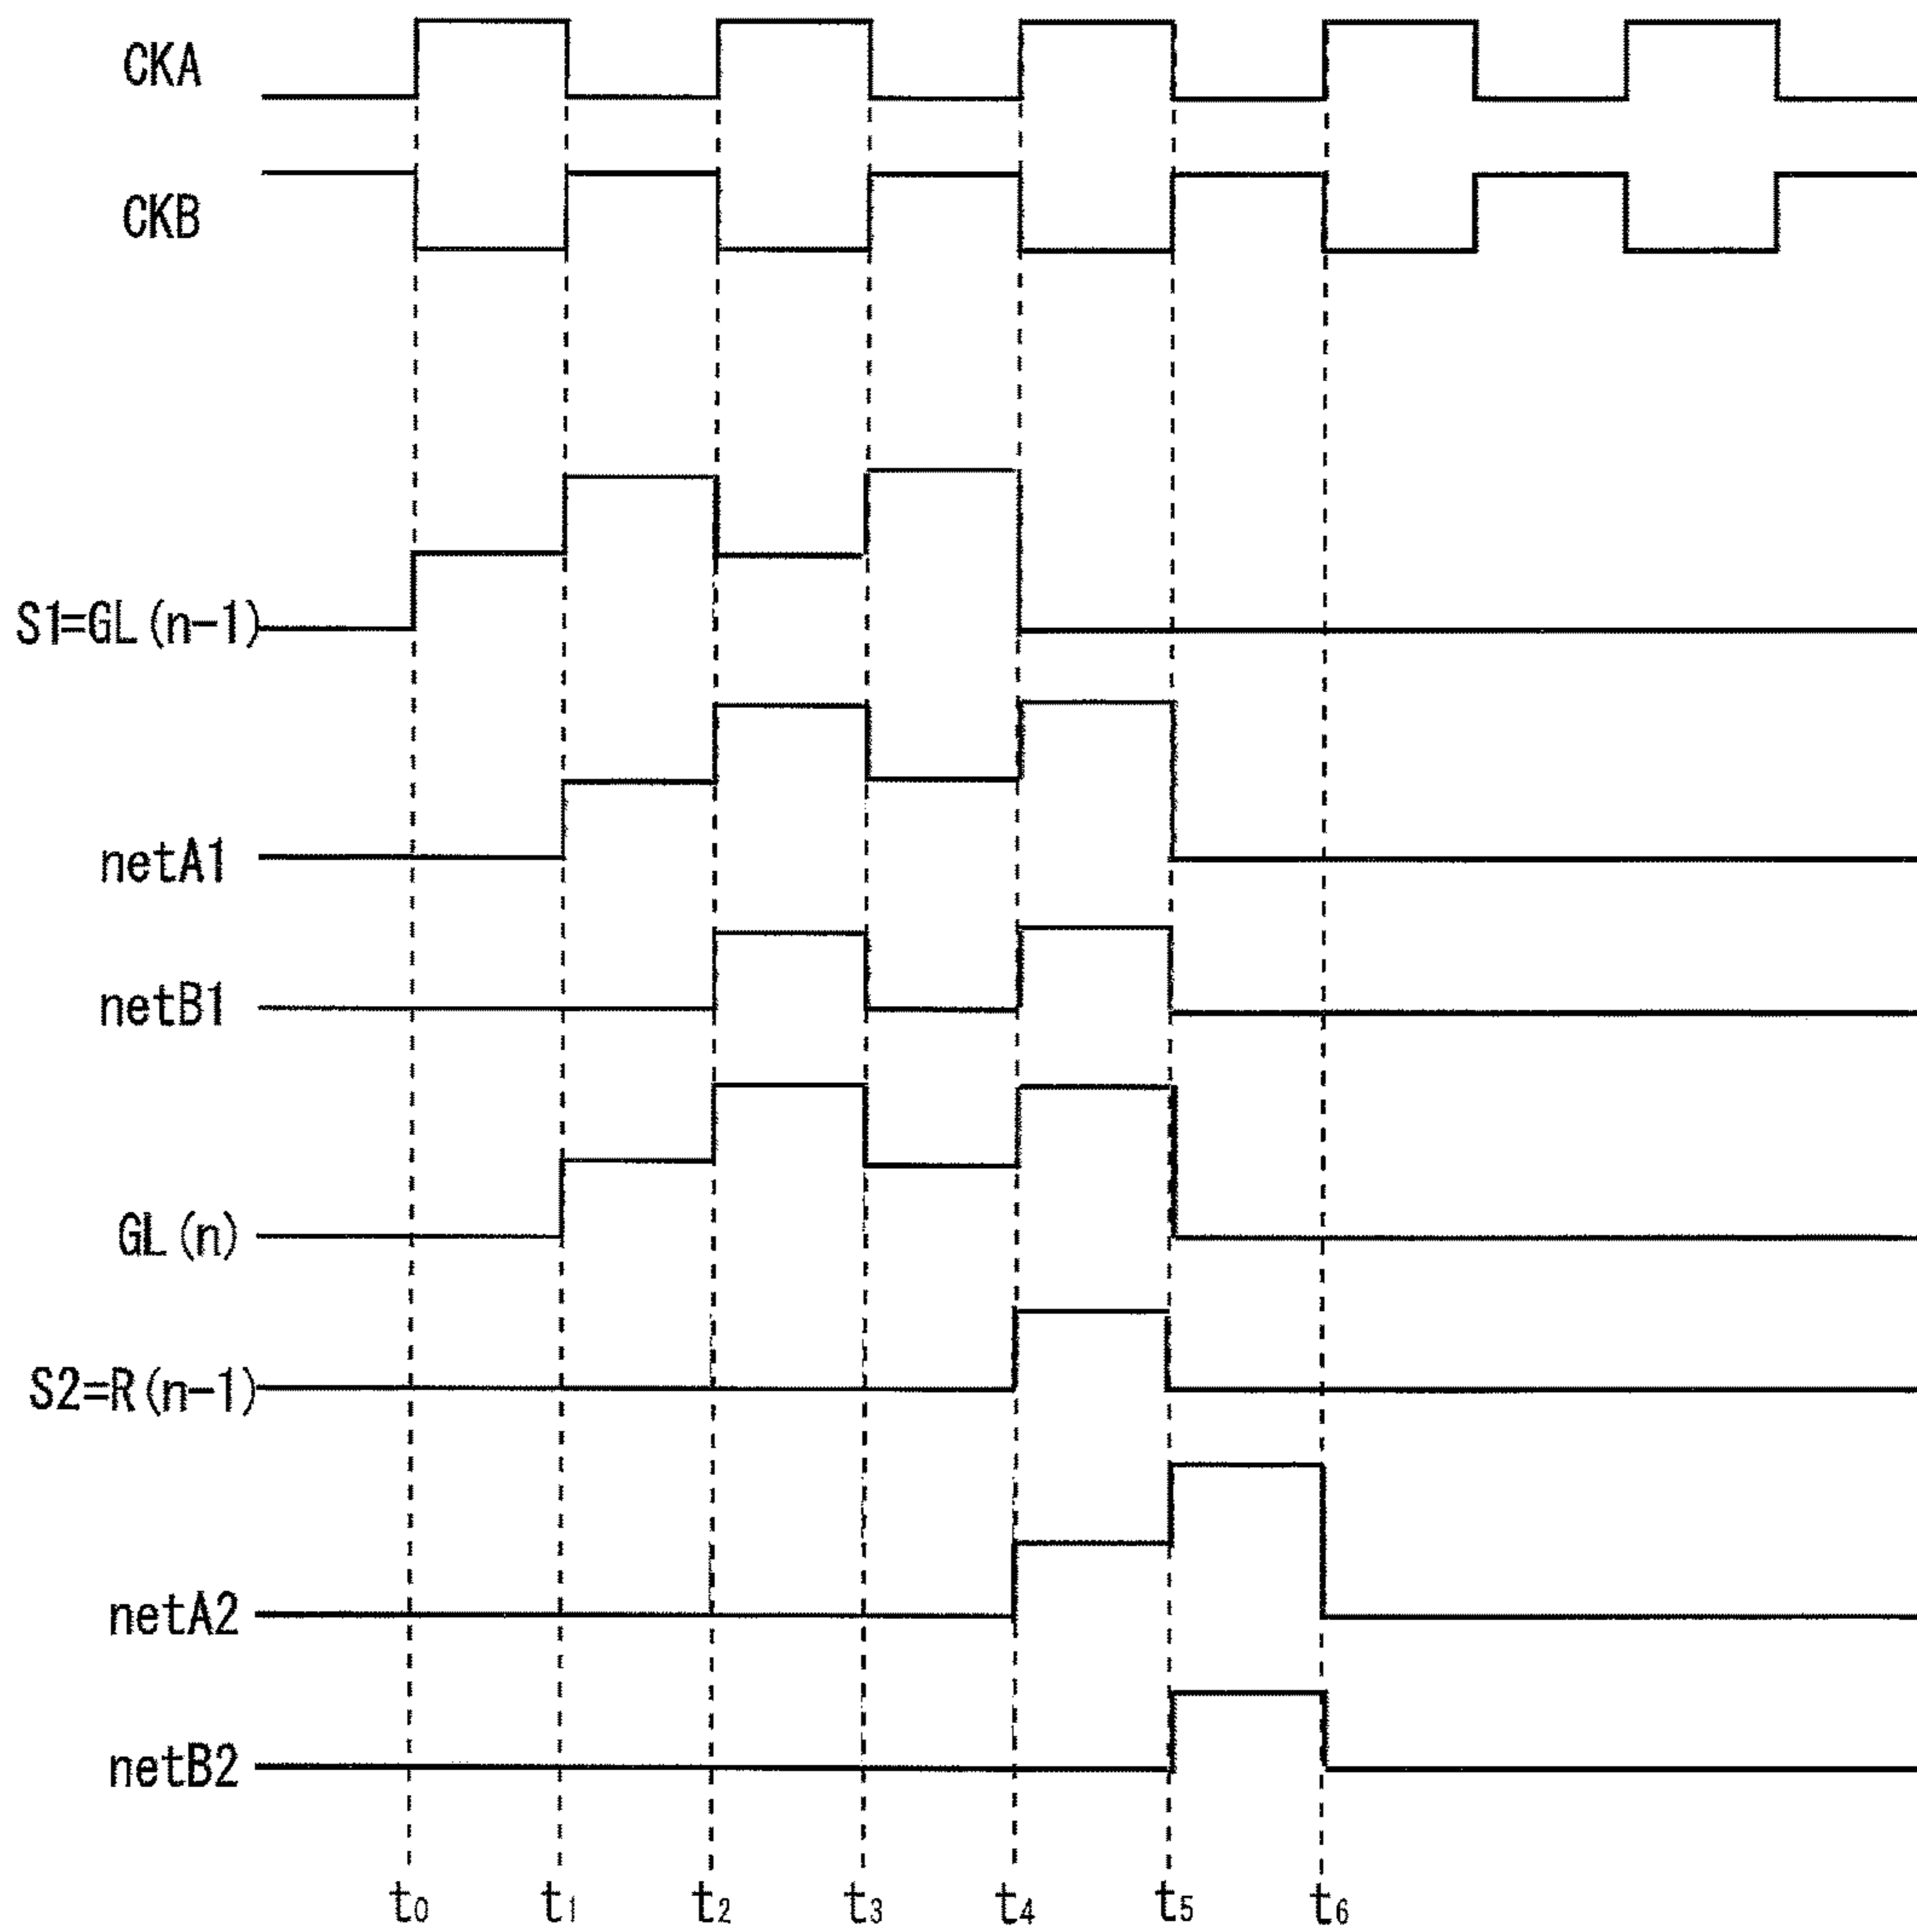 CKA
CKB
S1=GL(n-1)
netA1
netB1
GL(n)
S2=R(n-1)
netA2
netB2
t0 t1 t2 t3 t4 t5 t6